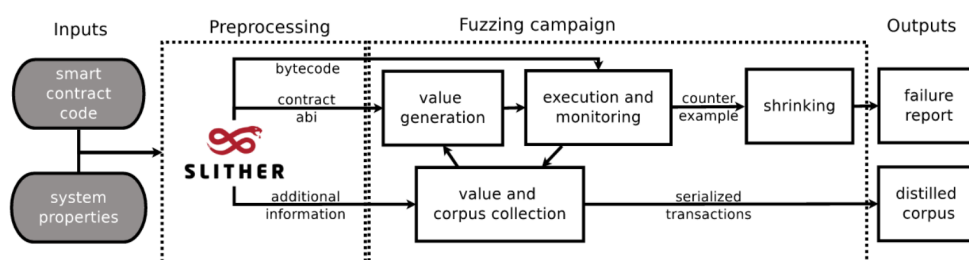 Inputs
Preprocessing
Fuzzing campaign
Outputs
smart
contract
code
system
properties
bytecode
contract
abi
SLITHER
additional
information
value
generation
execution and
monitoring
counter
example
shrinking
value and
corpus collection
serialized
transactions
failure
report
distilled
corpus